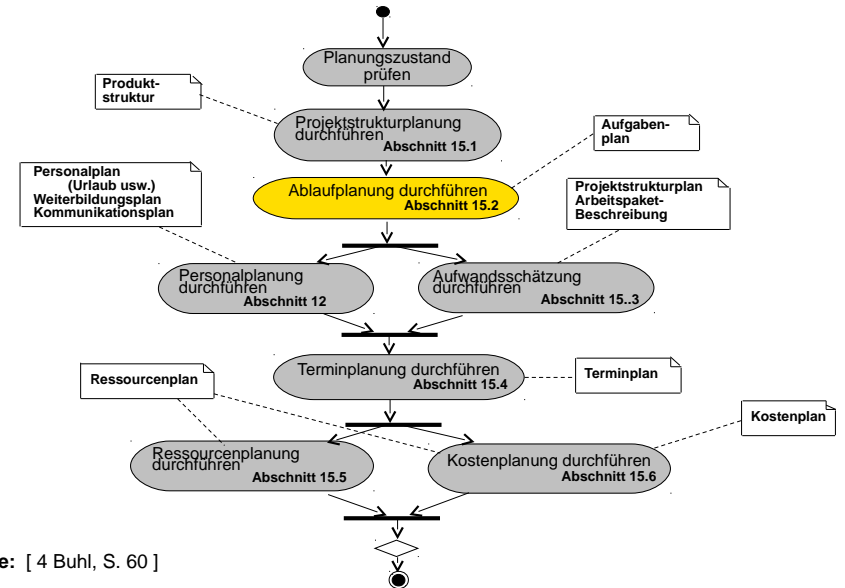 Planungszustand
prüfen
Produkt-
struktur
Projektstrukturplanung
durchführen
Abschnitt 15.1
Aufgaben-
plan
Personalplan
(Urlaub usw.)
Weiterbildungsplan
Kommunikationsplan
Ablaufplanung durchführen
Abschnitt 15.2
Projektstrukturplan
Arbeitspaket-
Beschreibung
Personalplanung
durchführen
Abschnitt 12
Aufwandsschätzung
durchführen
Abschnitt 15..3
Terminplanung durchführen
Abschnitt 15.4
Ressourcenplan
Terminplan
Kostenplan
Ressourcenplanung
durchführen
Abschnitt 15.5
Kostenplanung durchführen
Abschnitt 15.6
e: [ 4 Buhl, S. 60 ]